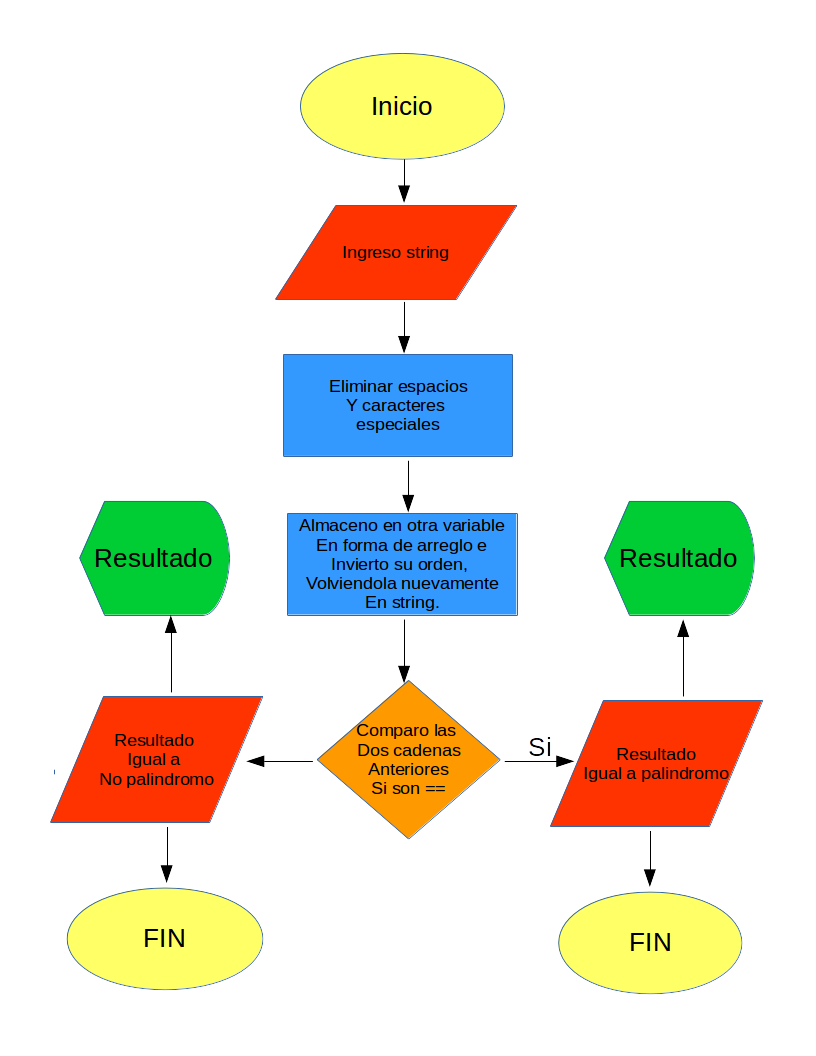 Inicio
Ingreso string
Eliminar espacios
Y caracteres
especiales
Almaceno en otra variable
En forma de arreglo e
Invierto su orden,
Volviendola nuevamente
En string.
Resultado
Resultado
Comparo las
Dos cadenas
Anteriores
Si son ==
Si
Resultado
Igual a
No palindromo
Resultado
Igual a palindromo
FIN
FIN